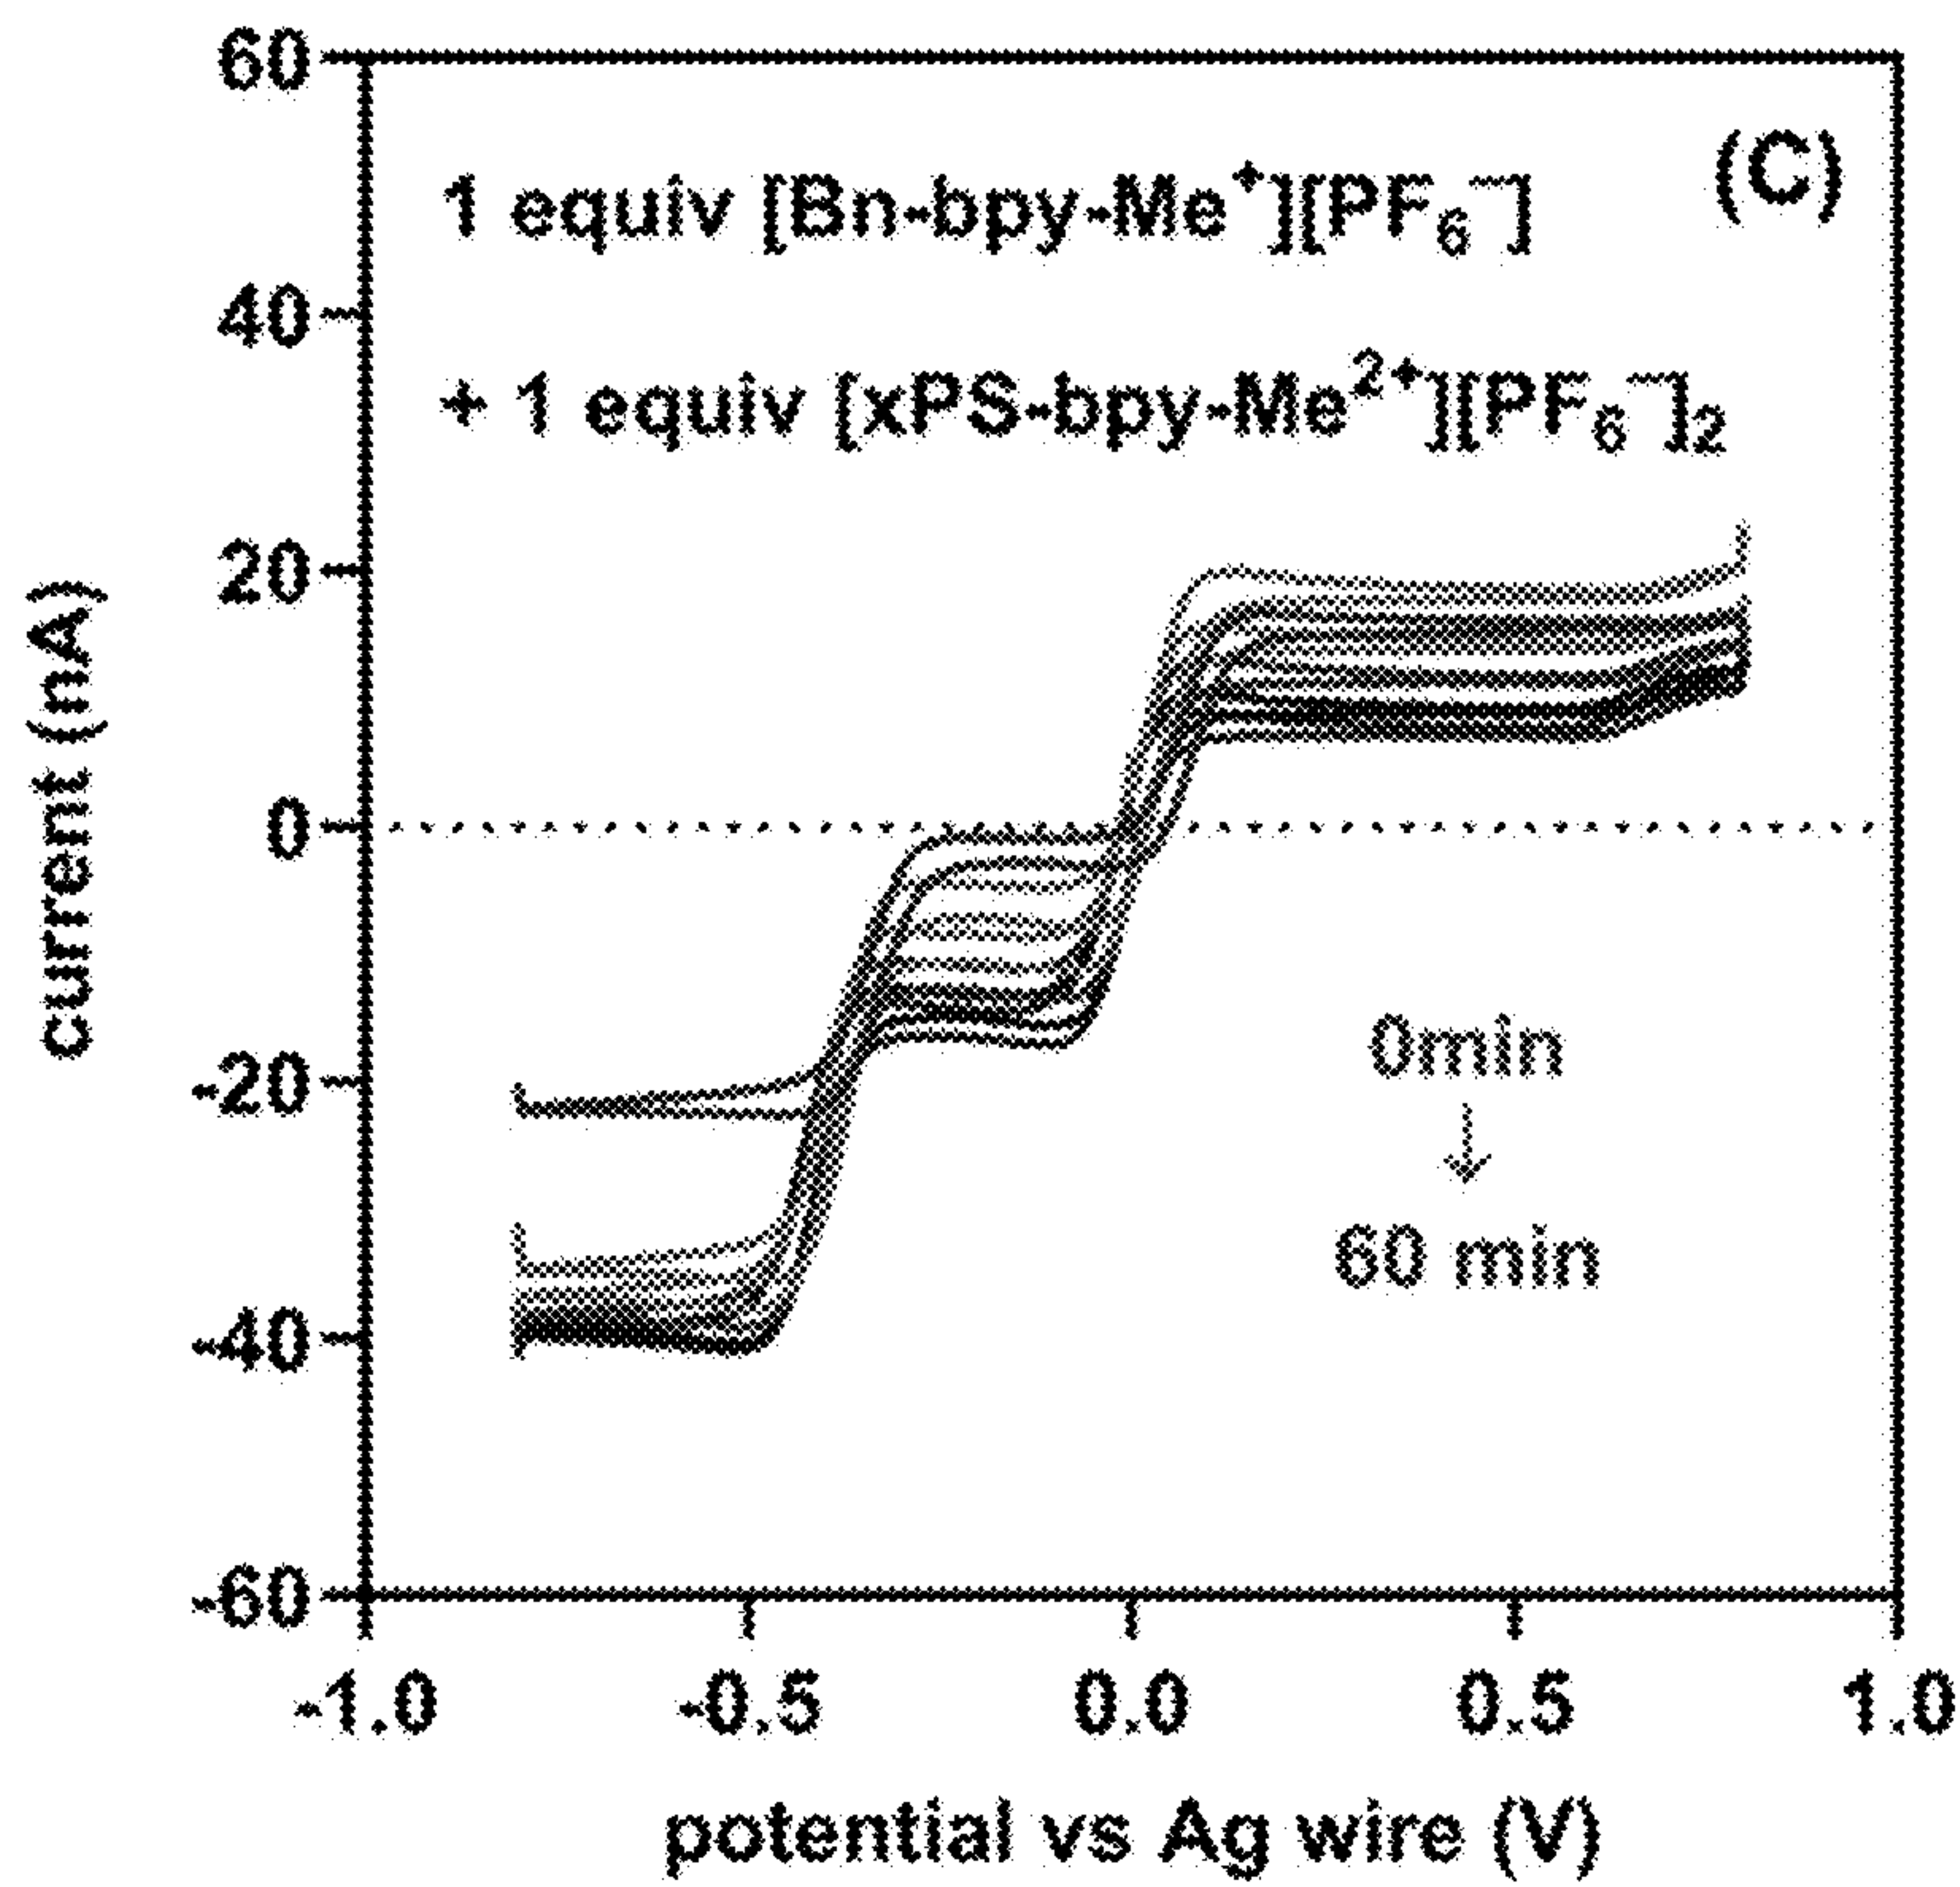 60
(C)
1 equiv [Bn-bpy-Me⁺][PF₆⁻]
40
+ 1 equiv [xPS-bpy-Me²⁺][PF₆⁻]₂
20
current (mA)
0
0min
↓
-20
60 min
-40
-60
-1.0 -0.5 0.0 0.5 1.0
potential vs Ag wire (V)